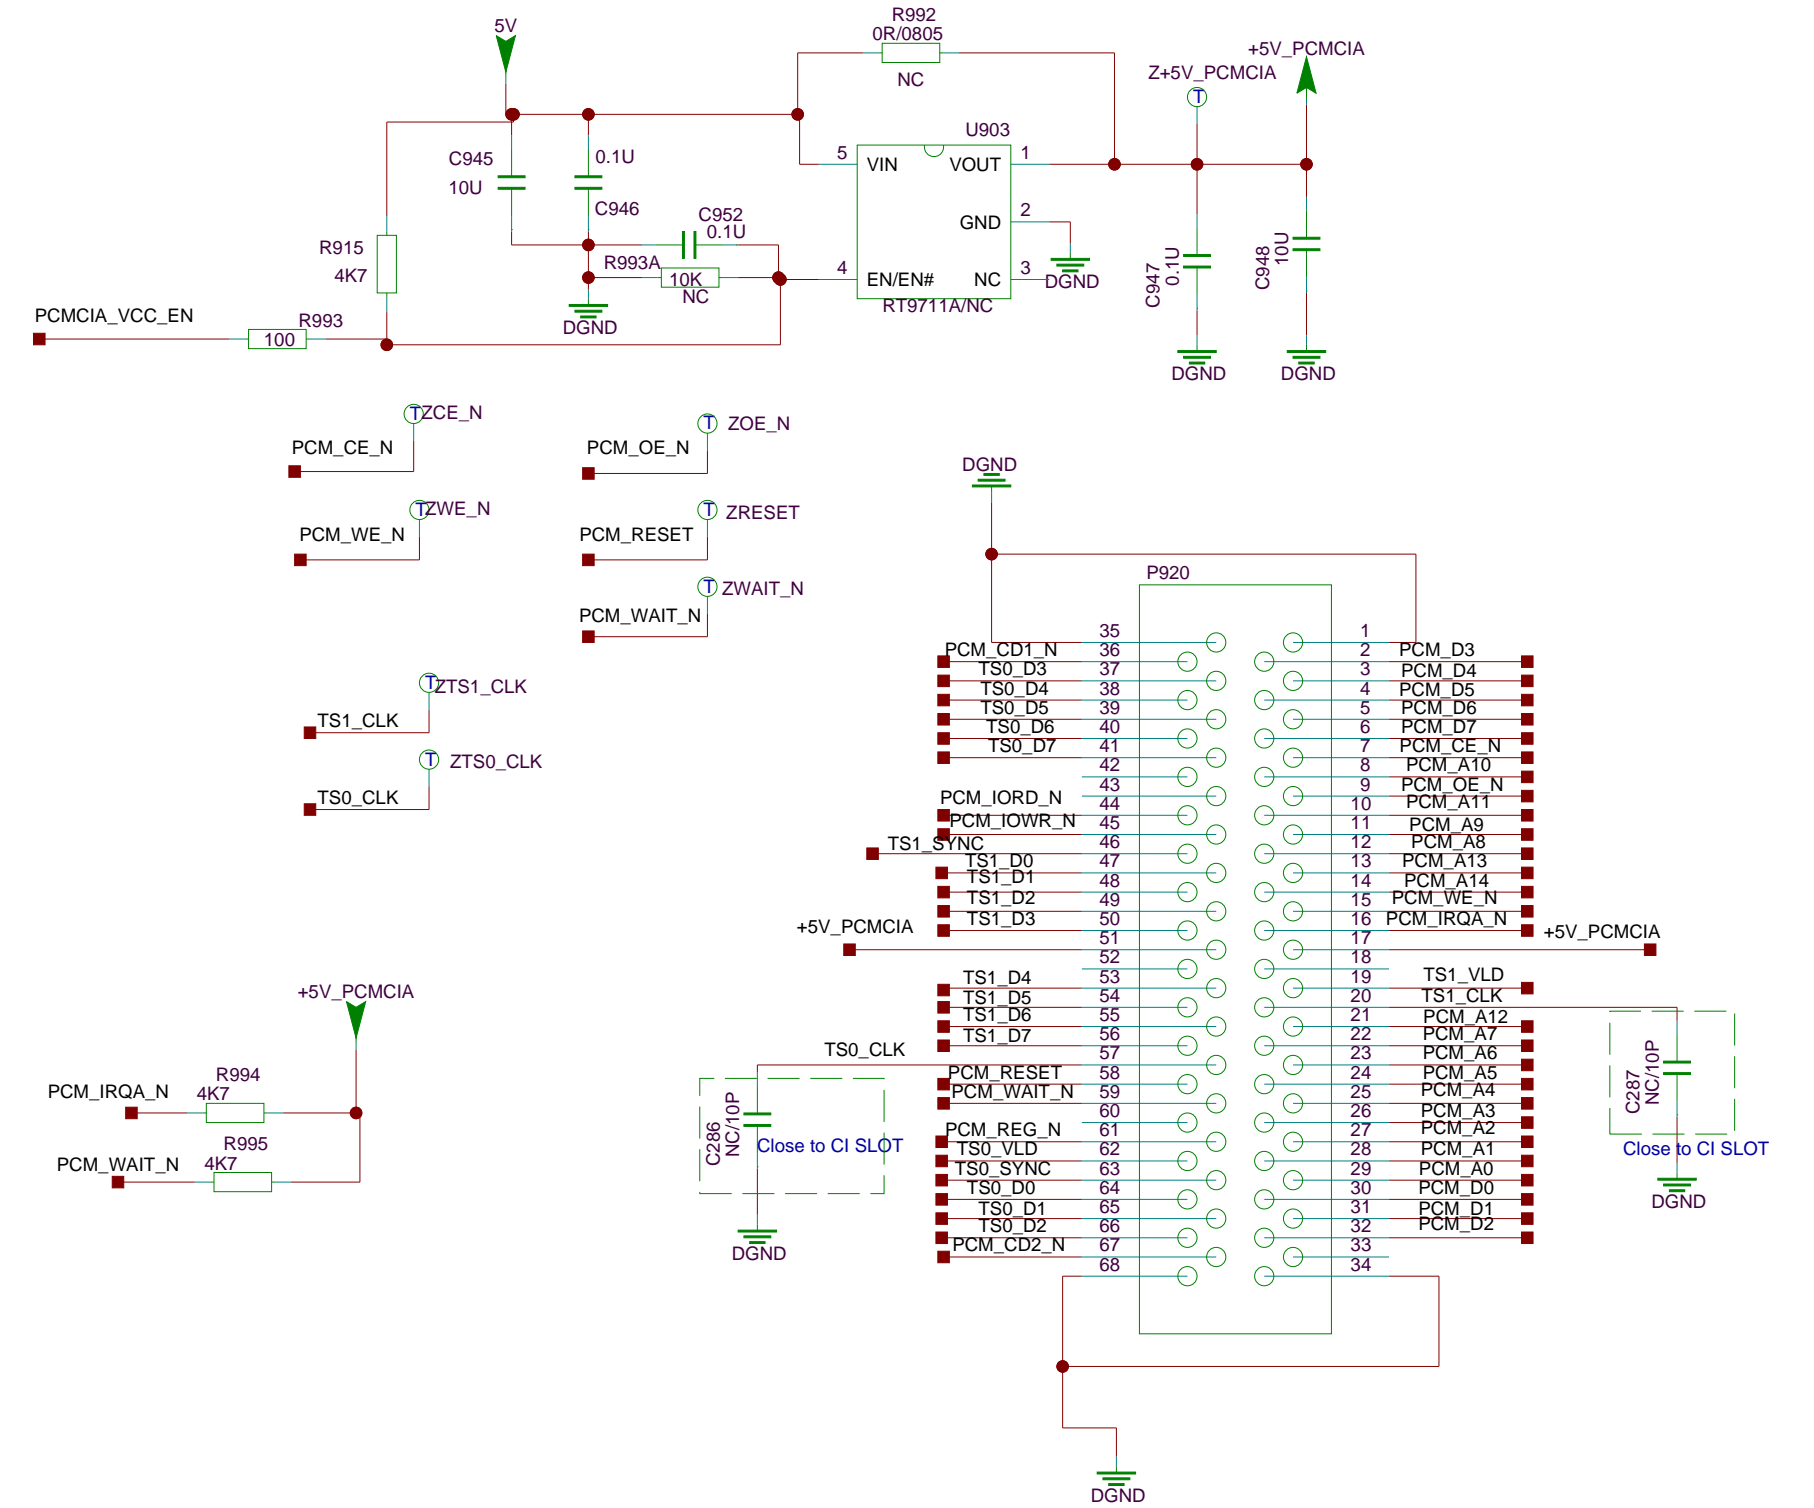 R992
0R/0805
NC
5V
+5V_PCMCIA
Z+5V_PCMCIA
T
U903
C945
10U
0.1U
C946
5
VIN
VOUT
1
GND
2
DGND
4
EN/EN#
NC
3
RT9711A/NC
C952
0.1U
R993A
10K
NC
DGND
R915
4K7
PCMCIA_VCC_EN
R993
100
C947
0.1U
C948
10U
DGND
DGND
T
ZCE_N
PCM_CE_N
T
ZOE_N
PCM_OE_N
T
ZWE_N
PCM_WE_N
T
ZRESET
PCM_RESET
T
ZWAIT_N
PCM_WAIT_N
T
ZTS1_CLK
TS1_CLK
T
ZTS0_CLK
TS0_CLK
+5V_PCMCIA
PCM_IRQA_N
R994
4K7
PCM_WAIT_N
R995
4K7
DGND
P920
35
1
PCM_CD1_N
36
2
PCM_D3
TS0_D3
37
3
PCM_D4
TS0_D4
38
4
PCM_D5
TS0_D5
39
5
PCM_D6
TS0_D6
40
6
PCM_D7
TS0_D7
41
7
PCM_CE_N
42
8
PCM_A10
43
9
PCM_OE_N
PCM_IORD_N
44
10
PCM_A11
PCM_IOWR_N
45
11
PCM_A9
TS1_SYNC
46
12
PCM_A8
TS1_D0
47
13
PCM_A13
TS1_D1
48
14
PCM_A14
TS1_D2
49
15
PCM_WE_N
TS1_D3
50
16
PCM_IRQA_N
+5V_PCMCIA
51
17
+5V_PCMCIA
52
18
TS1_D4
53
19
TS1_VLD
TS1_D5
54
20
TS1_CLK
TS1_D6
55
21
PCM_A12
TS1_D7
56
22
PCM_A7
TS0_CLK
57
23
PCM_A6
PCM_RESET
58
24
PCM_A5
PCM_WAIT_N
59
25
PCM_A4
60
26
PCM_A3
PCM_REG_N
61
27
PCM_A2
TS0_VLD
62
28
PCM_A1
TS0_SYNC
63
29
PCM_A0
TS0_D0
64
30
PCM_D0
TS0_D1
65
31
PCM_D1
TS0_D2
66
32
PCM_D2
PCM_CD2_N
67
33
68
34
C286
NC/10P
Close to CI SLOT
DGND
C287
NC/10P
Close to CI SLOT
DGND
DGND